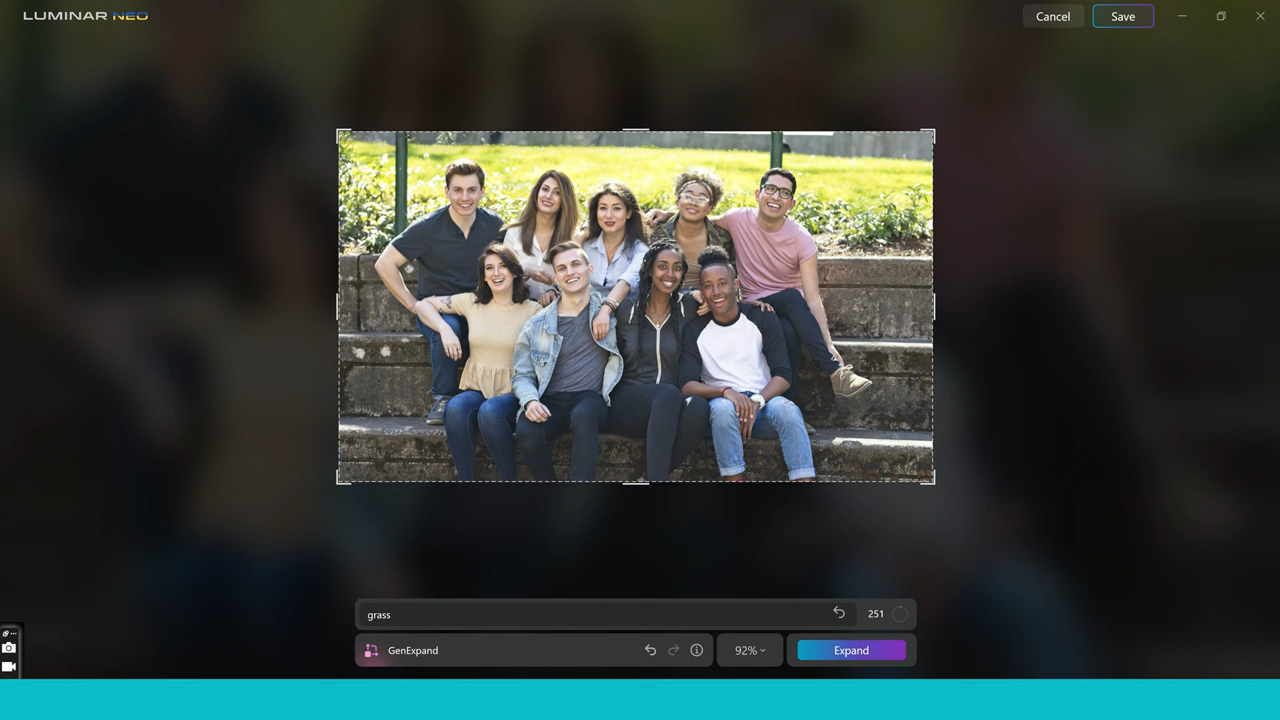 LUMINAR NEO
Cancel
Save
grass
251
GenExpand
92%
Expand